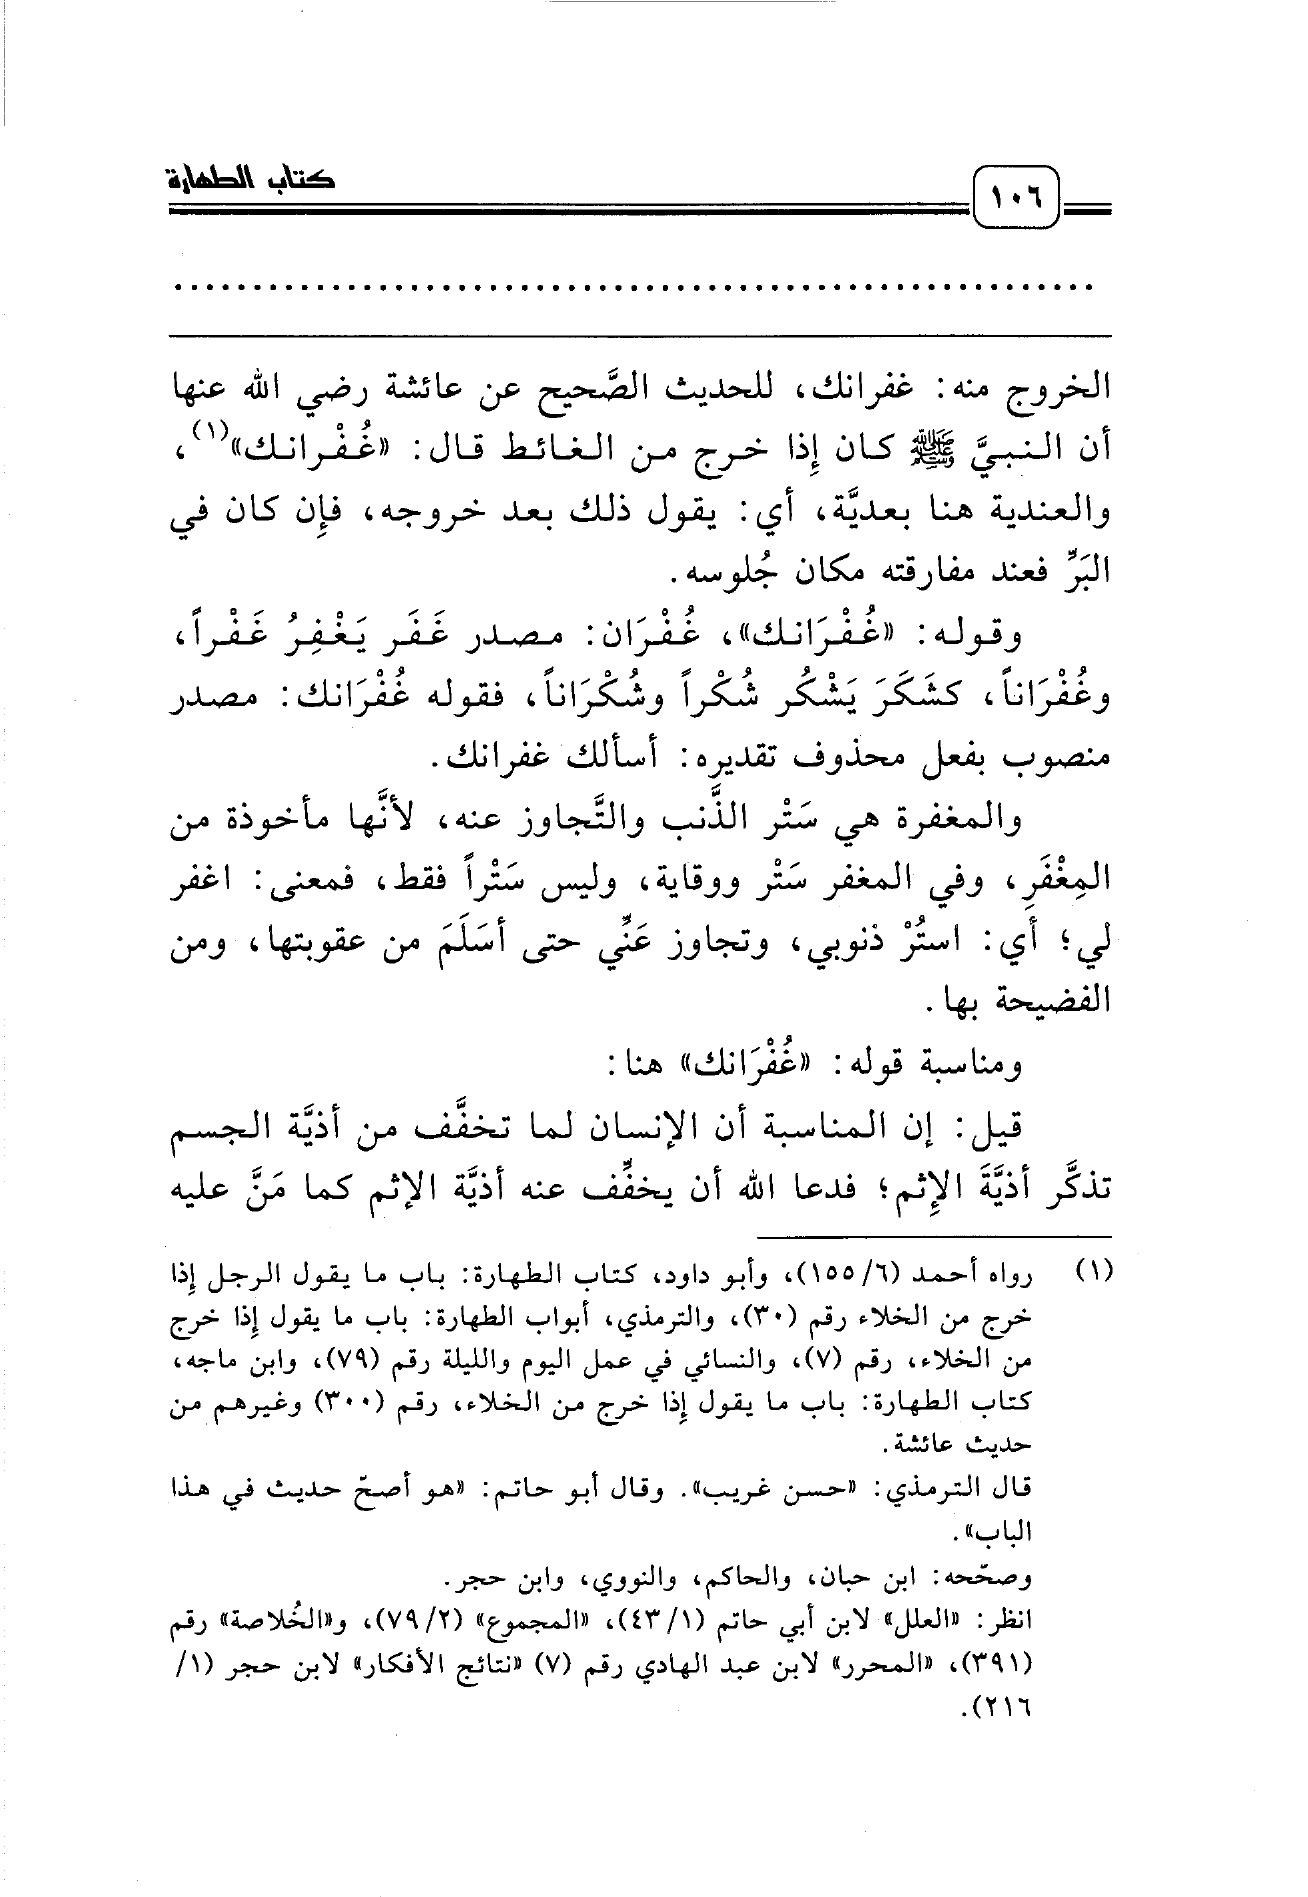 كتاب الطهارة
١٠٦
الخروج منه: غفرانك، للحديث الصَّحيح عن عائشة رضي الله عنها
أن النبيَّ ﷺ كان إِذا خرج من الغائط قال: «غُفْرانك»(١)،
والعندية هنا بعديَّة، أي: يقول ذلك بعد خروجه، فإِن كان في
البَرِّ فعند مفارقته مكان جُلوسه.
وقوله: «غُفْرَانك»، غُفْرَان: مصدر غَفَر يَغْفِرُ غَفْراً،
وغُفْرَاناً، كشَكَرَ يَشْكُر شُكْراً وشُكْرَاناً، فقوله غُفْرَانك: مصدر
منصوب بفعل محذوف تقديره: أسألك غفرانك.
والمغفرة هي سَتْر الذَّنب والتَّجاوز عنه، لأنَّها مأخوذة من
المِغْفَرِ، وفي المغفر سَتْر ووقاية، وليس سَتْراً فقط، فمعنى: اغفر
لي؛ أي: استُرْ ذنوبي، وتجاوز عَنِّي حتى أسَلَمَ من عقوبتها، ومن
الفضيحة بها.
ومناسبة قوله: «غُفْرَانك» هنا:
قيل: إن المناسبة أن الإنسان لما تخفَّف من أذيَّة الجسم
تذكَّر أذيَّةَ الإِثم؛ فدعا الله أن يخفِّف عنه أذيَّة الإثم كما مَنَّ عليه
(١) رواه أحمد (٦/ ١٥٥)، وأبو داود، كتاب الطهارة: باب ما يقول الرجل إِذا
خرج من الخلاء رقم (٣٠)، والترمذي، أبواب الطهارة: باب ما يقول إِذا خرج
من الخلاء، رقم (٧)، والنسائي في عمل اليوم والليلة رقم (٧٩)، وابن ماجه،
كتاب الطهارة: باب ما يقول إِذا خرج من الخلاء، رقم (٣٠٠) وغيرهم من
حديث عائشة.
قال الترمذي: «حسن غريب». وقال أبو حاتم: «هو أصحّ حديث في هذا
الباب».
وصحّحه: ابن حبان، والحاكم، والنووي، وابن حجر.
انظر: «العلل» لابن أبي حاتم (١/ ٤٣)، «المجموع» (٢/ ٧٩)، و«الخُلاصة» رقم
(٣٩١)، «المحرر» لابن عبد الهادي رقم (٧) «نتائج الأفكار» لابن حجر (١/
٢١٦).